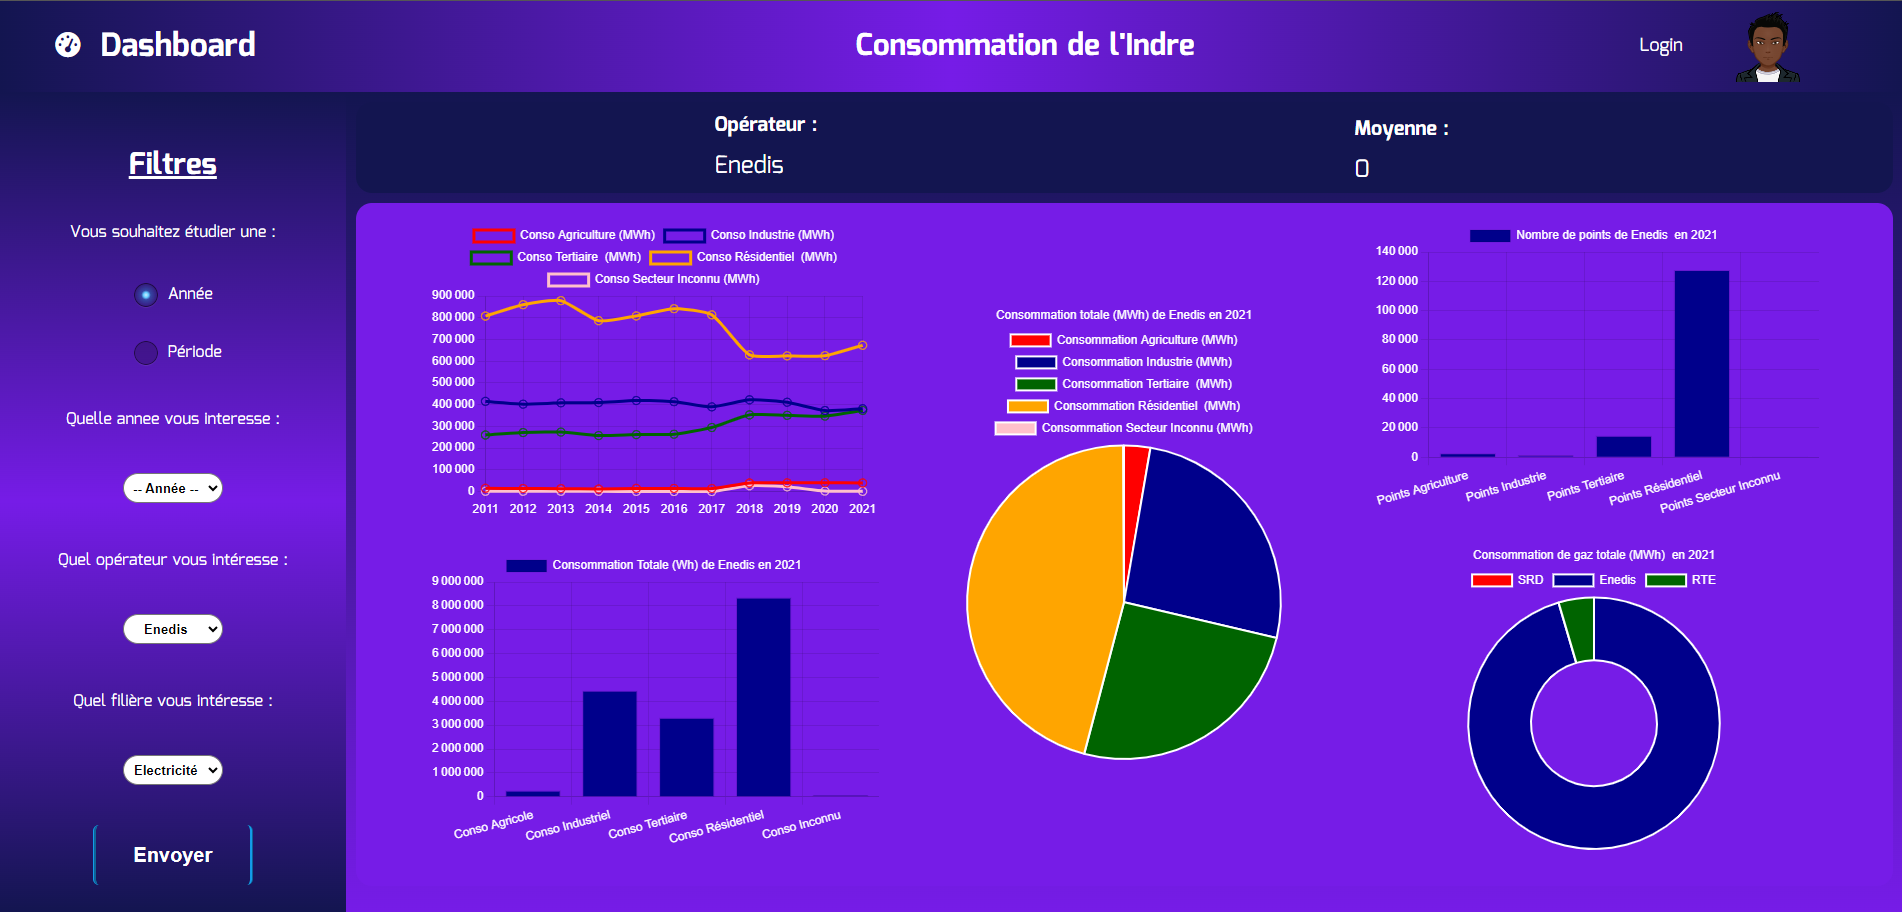 Dashboard
Consommation de l'Indre
Login
Filtres
Vous souhaitez étudier une :
Année
Période
Quelle annee vous interesse :
-- Année --
Quel opérateur vous intéresse :
Enedis
Quel filière vous intéresse :
Electricité
Envoyer
Opérateur :
Enedis
Moyenne :
0
Conso Agriculture (MWh) Conso Industrie (MWh)
Conso Tertiaire (MWh) Conso Résidentiel (MWh)
Conso Secteur Inconnu (MWh)
900 000
800 000
700 000
600 000
500 000
400 000
300 000
200 000
100 000
0
2011 2012 2013 2014 2015 2016 2017 2018 2019 2020 2021
Consommation Totale (Wh) de Enedis en 2021
9 000 000
8 000 000
7 000 000
6 000 000
5 000 000
4 000 000
3 000 000
2 000 000
1 000 000
0
Conso Agricole
Conso Industriel
Conso Tertiaire
Conso Résidentiel
Conso Inconnu
Consommation totale (MWh) de Enedis en 2021
Consommation Agriculture (MWh)
Consommation Industrie (MWh)
Consommation Tertiaire (MWh)
Consommation Résidentiel (MWh)
Consommation Secteur Inconnu (MWh)
Nombre de points de Enedis en 2021
140 000
120 000
100 000
80 000
60 000
40 000
20 000
0
Points Agriculture
Points Industrie
Points Tertiaire
Points Résidentiel
Points Secteur Inconnu
Consommation de gaz totale (MWh) en 2021
SRD Enedis RTE